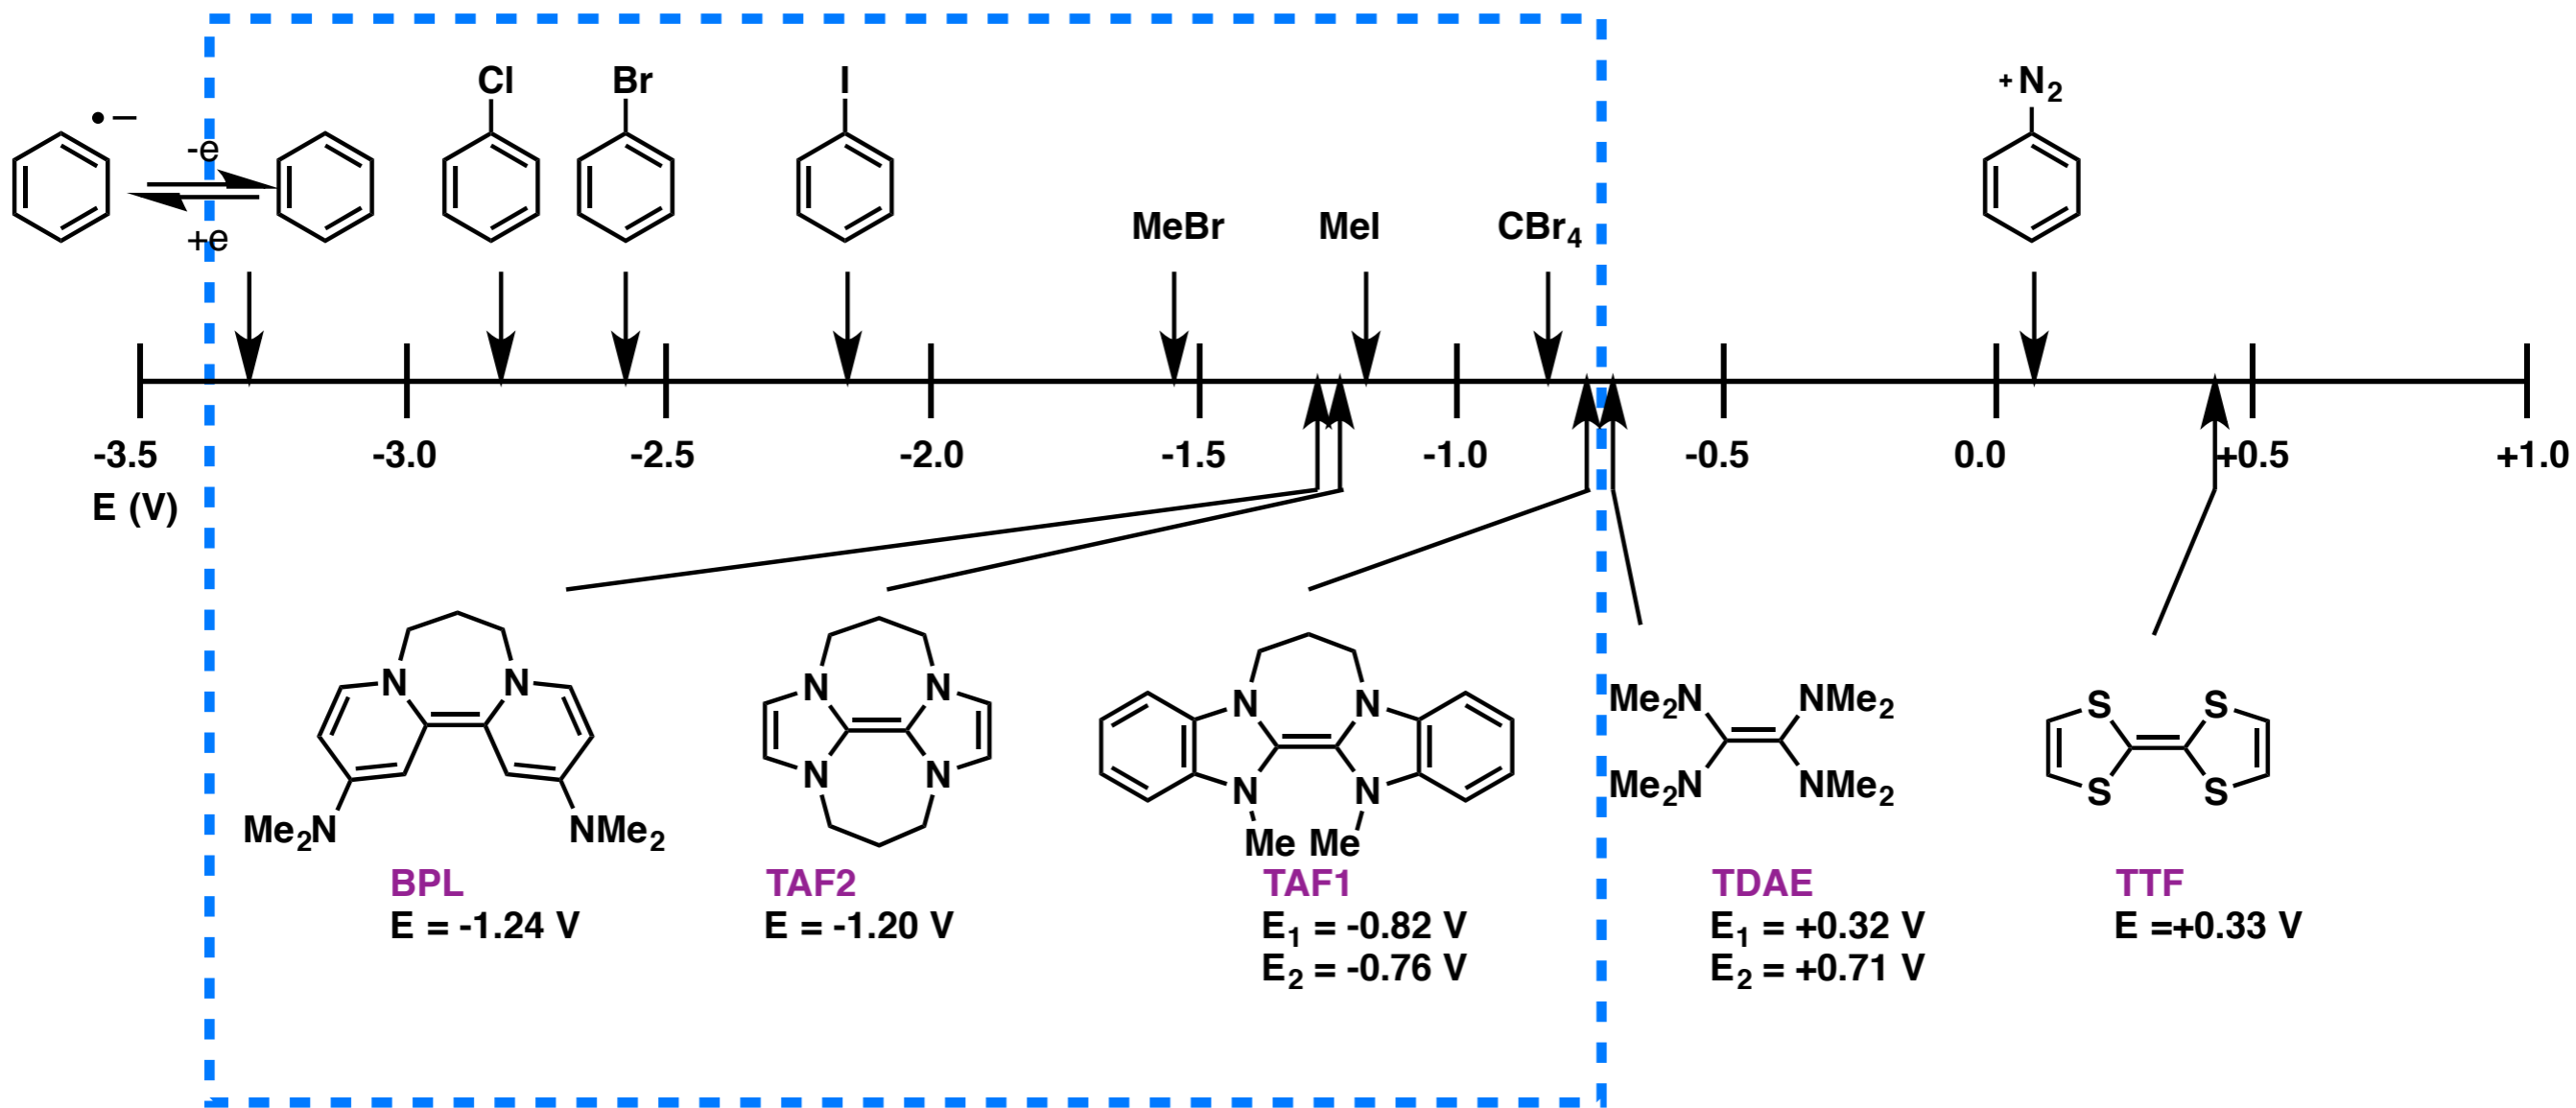 Cl
Br
I
+N2
• –
-e
+e
MeBr
MeI
CBr4
-3.5
-3.0
-2.5
-2.0
-1.5
-1.0
-0.5
0.0
+0.5
+1.0
E (V)
N N
Me2N NMe2
BPL
E = -1.24 V
N N
N N
TAF2
E = -1.20 V
N N
N N
Me Me
TAF1
E1 = -0.82 V
E2 = -0.76 V
Me2N NMe2
Me2N NMe2
TDAE
E1 = +0.32 V
E2 = +0.71 V
S S
S S
TTF
E =+0.33 V